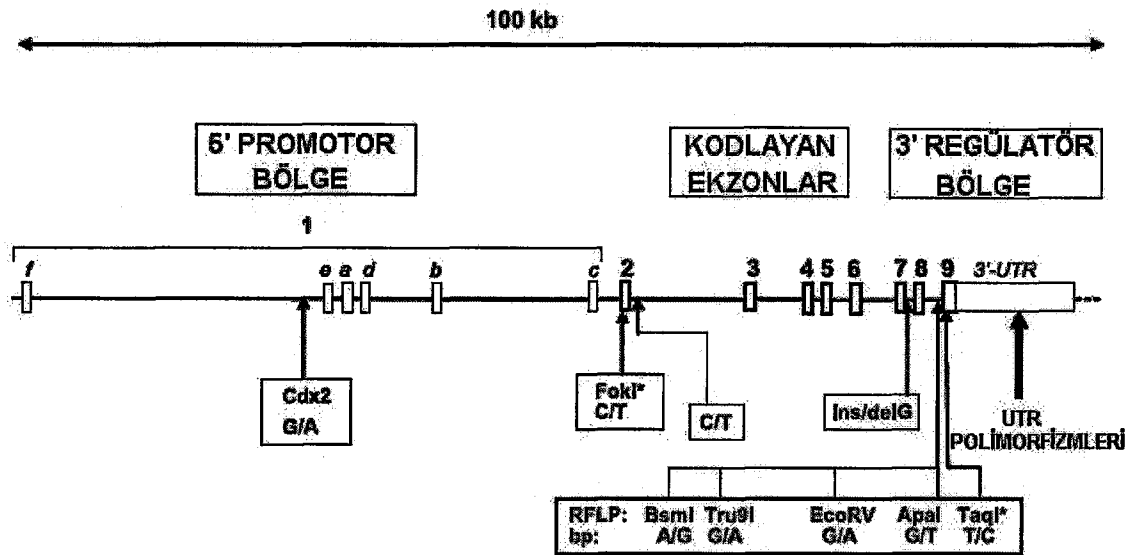 100 kb
5' PROMOTOR
BÖLGE
KODLAYAN
EKZONLAR
3' REGÜLATÖR
BÖLGE
1
f e a d b c 2 3 4 5 6 7 8 9 3'-UTR
Cdx2
G/A
FokI*
C/T
C/T
Ins/delG
UTR
POLİMORFİZMLERİ
RFLP: BsmI Tru9I EcoRV ApaI TaqI*
bp: A/G G/A G/A G/T T/C